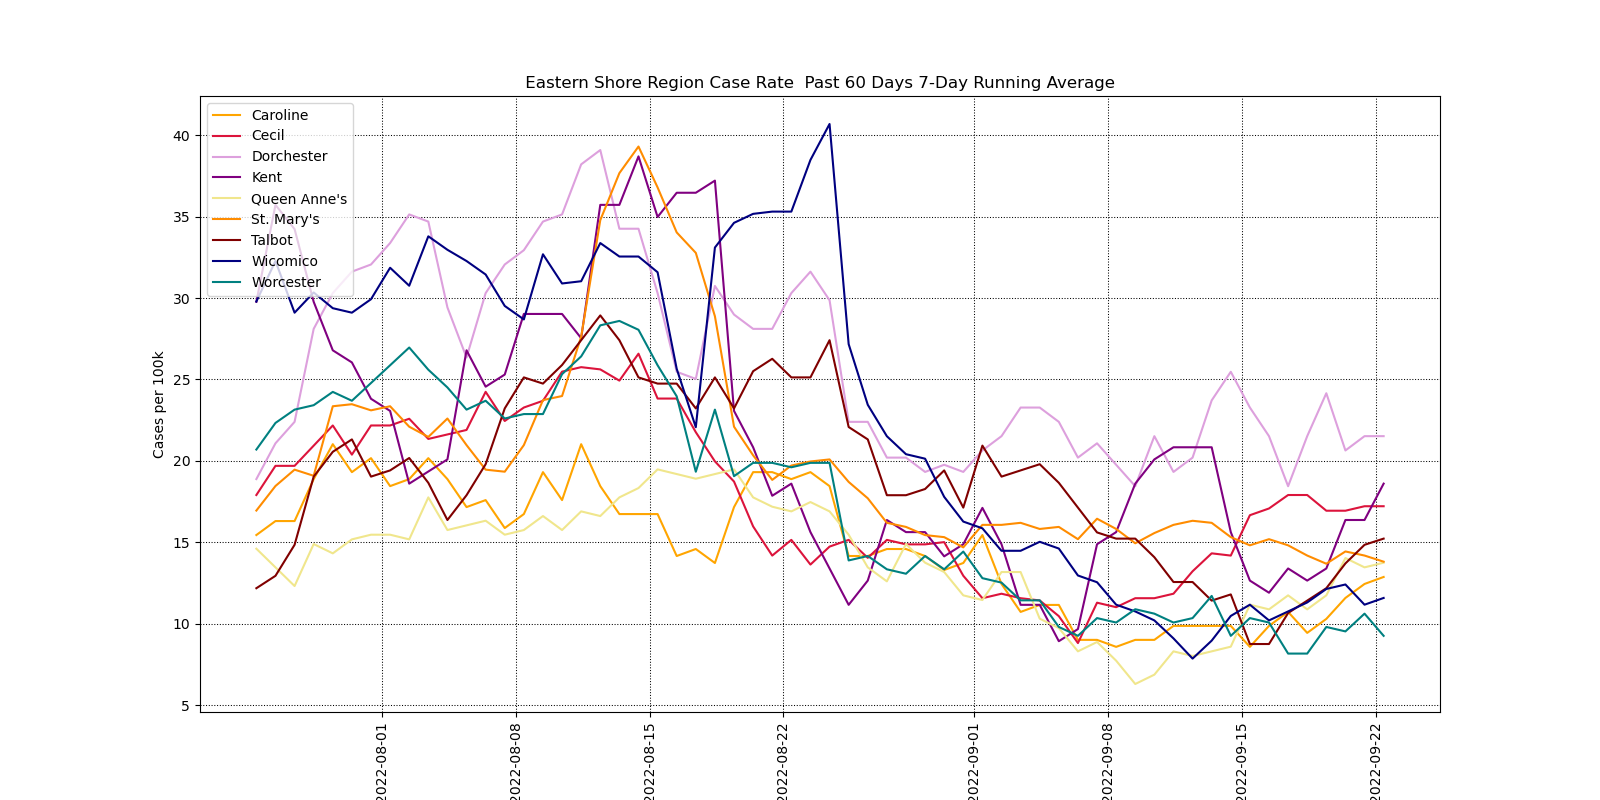 Eastern Shore Region Case Rate  Past 60 Days 7-Day Running Average
Caroline
Cecil
Dorchester
Kent
Queen Anne's
St. Mary's
Talbot
Wicomico
Worcester
Cases per 100k
40
35
30
25
20
15
10
5
2022-08-01
2022-08-08
2022-08-15
2022-08-22
2022-09-01
2022-09-08
2022-09-15
2022-09-22